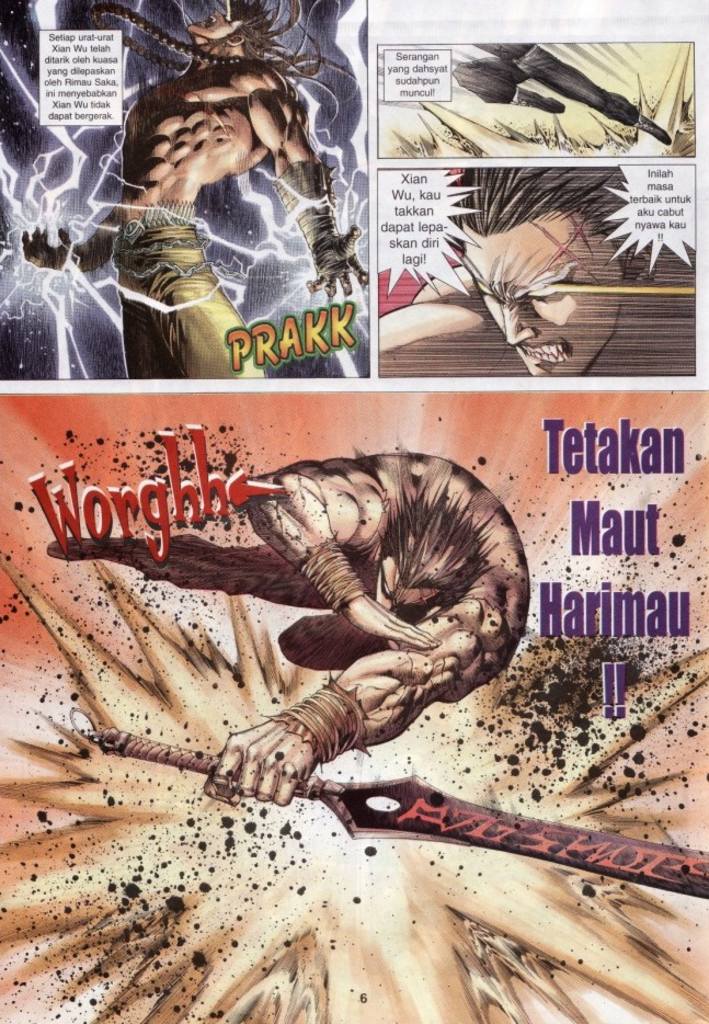 Setiap urat-urat
Xian Wu telah
ditarik oleh kuasa
yang dilepaskan
oleh Rimau Saka,
ini menyebabkan
Xian Wu tidak
dapat bergerak.
PRAKK
Serangan
yang dahsyat
sudahpun
muncul!
Xian
Wu, kau
takkan
dapat lepa-
skan diri
lagi!
Inilah
masa
terbaik untuk
aku cabut
nyawa kau
!!
Worghh
Tetakan
Maut
Harimau
!!
6